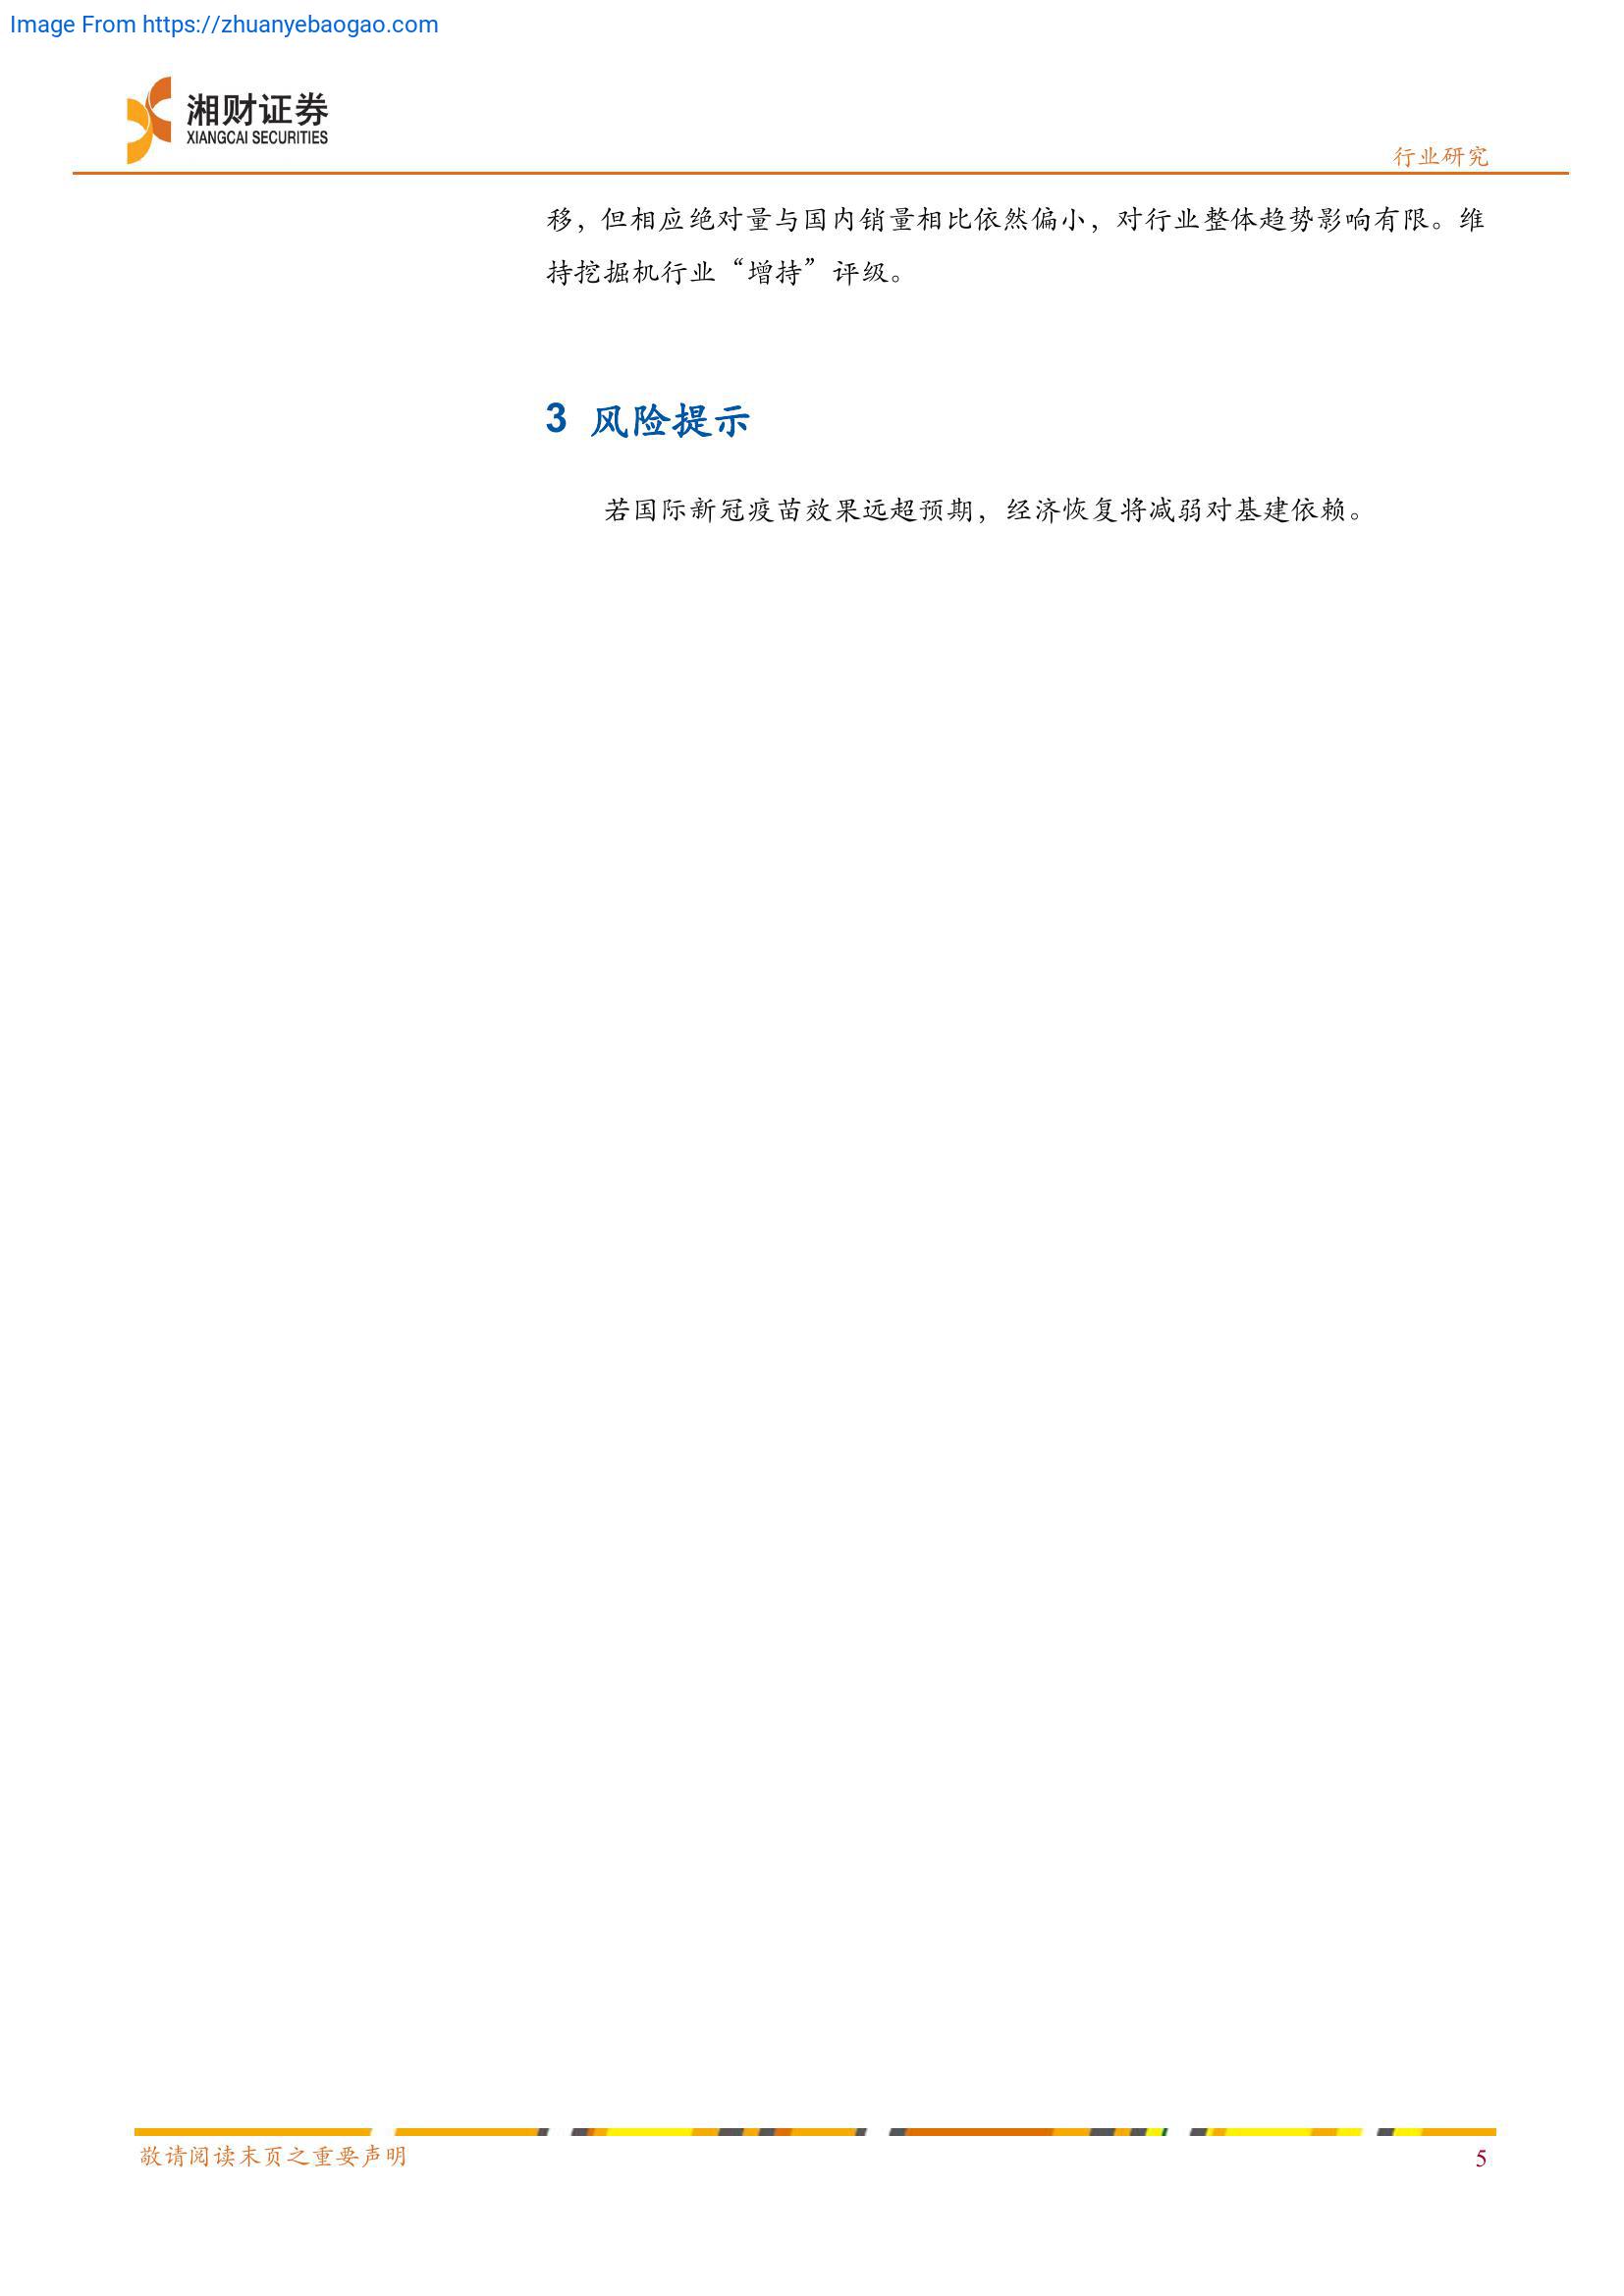 Image From https://zhuanyebaogao.com
湘财证券
XIANGCAI SECURITIES
行业研究
移，但相应绝对量与国内销量相比依然偏小，对行业整体趋势影响有限。维
持挖掘机行业“增持”评级。
3 风险提示
若国际新冠疫苗效果远超预期，经济恢复将减弱对基建依赖。
敬请阅读末页之重要声明
5